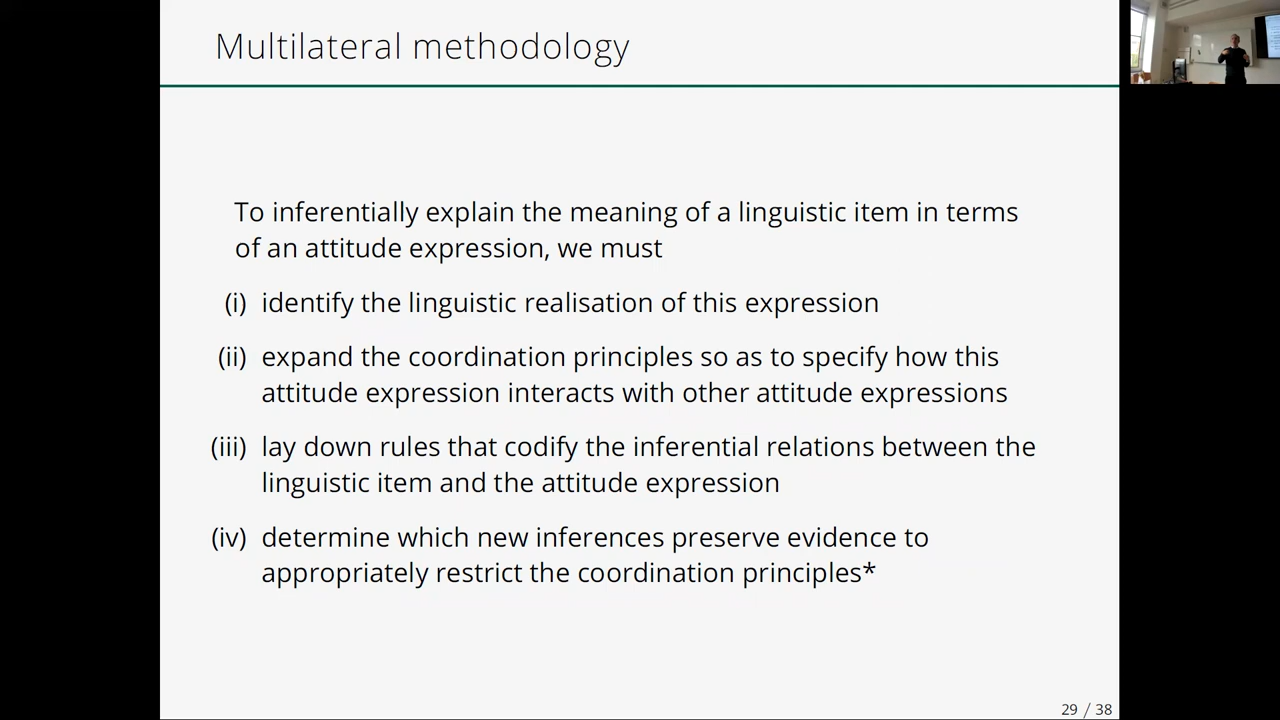 Multilateral methodology
To inferentially explain the meaning of a linguistic item in terms
of an attitude expression, we must
(i) identify the linguistic realisation of this expression
(ii) expand the coordination principles so as to specify how this
attitude expression interacts with other attitude expressions
(iii) lay down rules that codify the inferential relations between the
linguistic item and the attitude expression
(iv) determine which new inferences preserve evidence to
appropriately restrict the coordination principles*
29 / 38